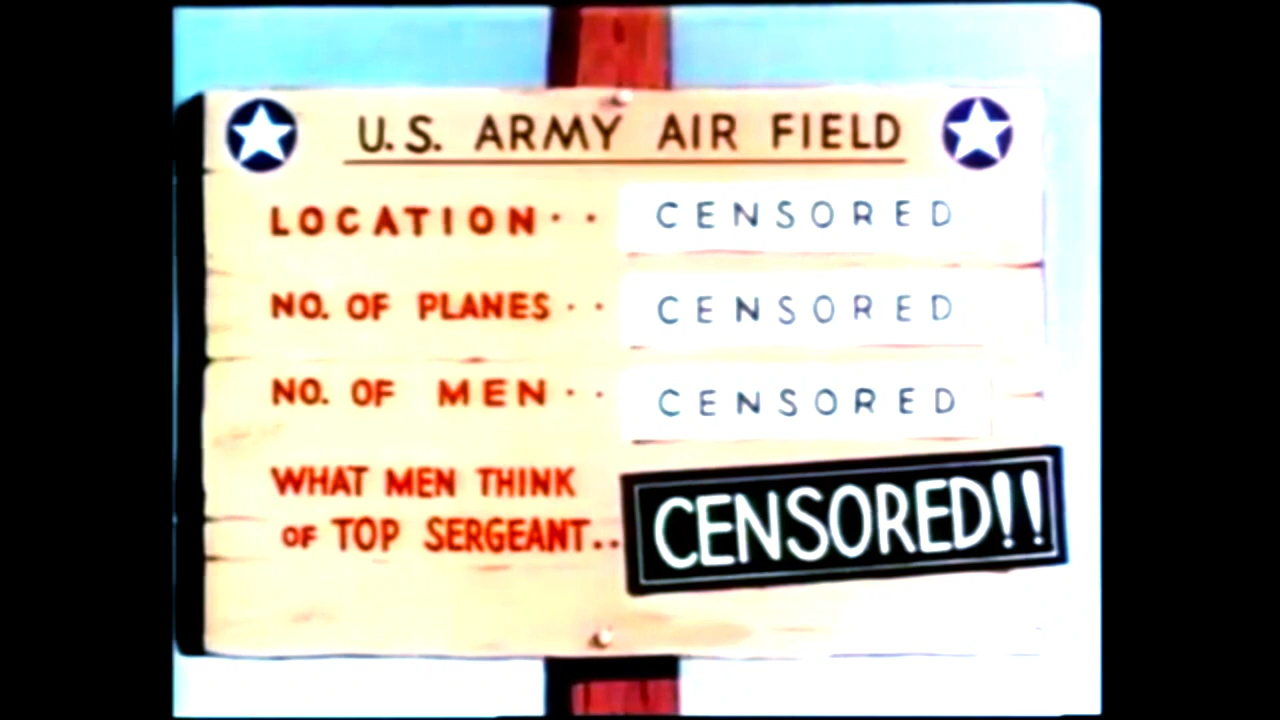 U.S. ARMY AIR FIELD
LOCATION·· CENSORED
NO. OF PLANES·· CENSORED
NO. OF MEN·· CENSORED
WHAT MEN THINK
OF TOP SERGEANT.. CENSORED!!